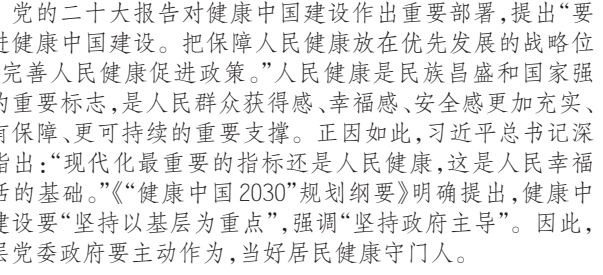 党的二十大报告对健康中国建设作出重要部署,提出“要
进健康中国建设。把保障人民健康放在优先发展的战略位
完善人民健康促进政策。”人民健康是民族昌盛和国家强
的重要标志,是人民群众获得感、幸福感、安全感更加充实、
有保障、更可持续的重要支撑。正因如此,习近平总书记深
指出:“现代化最重要的指标还是人民健康,这是人民幸福
活的基础。”《“健康中国2030”规划纲要》明确提出,健康中
建设要“坚持以基层为重点”,强调“坚持政府主导”。因此,
层党委政府要主动作为,当好居民健康守门人。